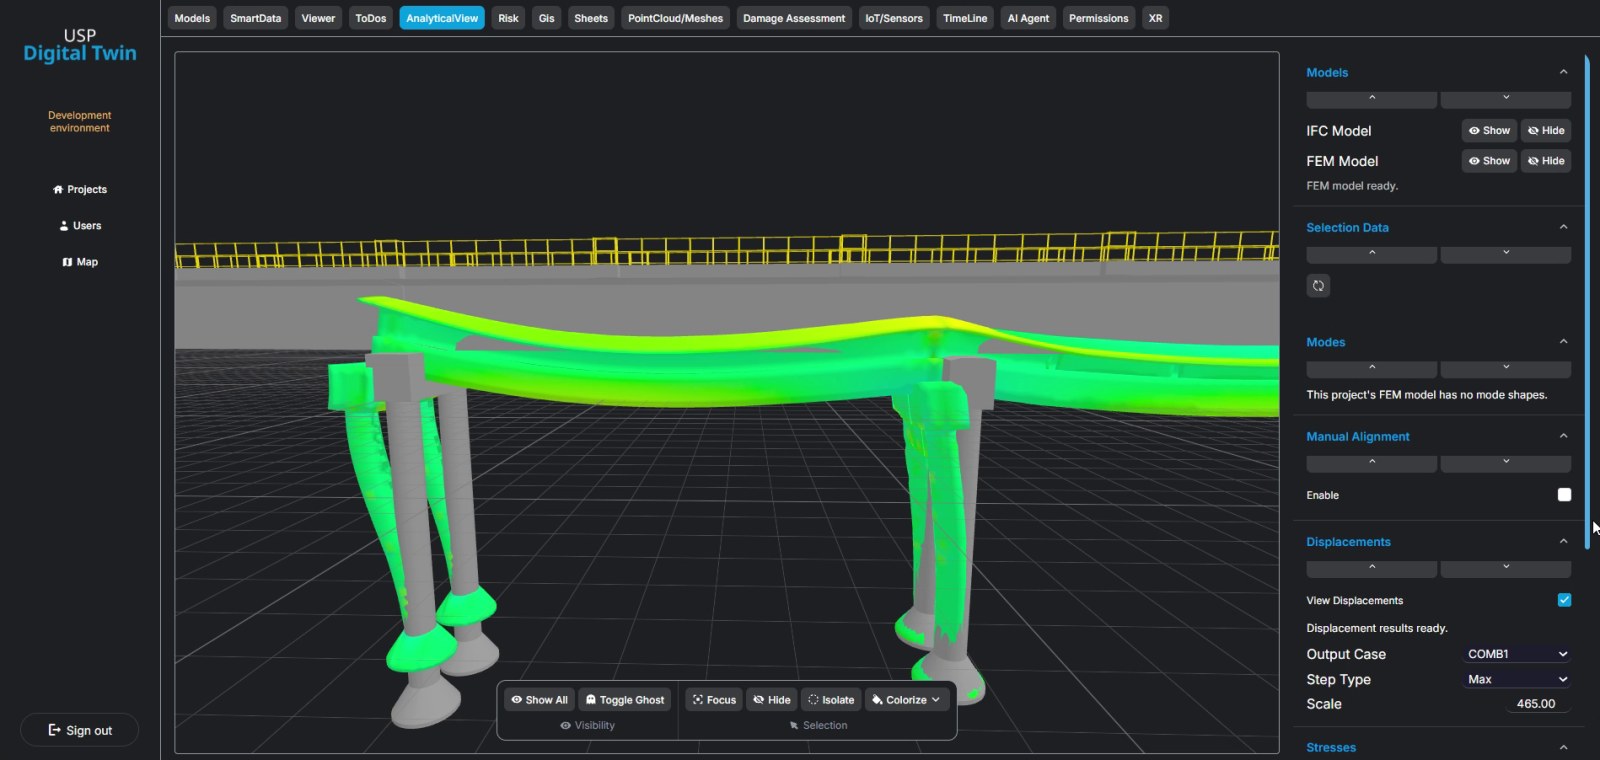 USP
Digital Twin
Development
environment
Projects
Users
Map
Sign out
Models SmartData Viewer ToDos AnalyticalView Risk Gis Sheets PointCloud/Meshes Damage Assessment IoT/Sensors TimeLine AI Agent Permissions XR
Show All Toggle Ghost Focus Hide Isolate Colorize
Visibility Selection
Models
IFC Model Show Hide
FEM Model Show Hide
FEM model ready.
Selection Data
Modes
This project's FEM model has no mode shapes.
Manual Alignment
Enable
Displacements
View Displacements
Displacement results ready.
Output Case COMB1
Step Type Max
Scale 465.00
Stresses